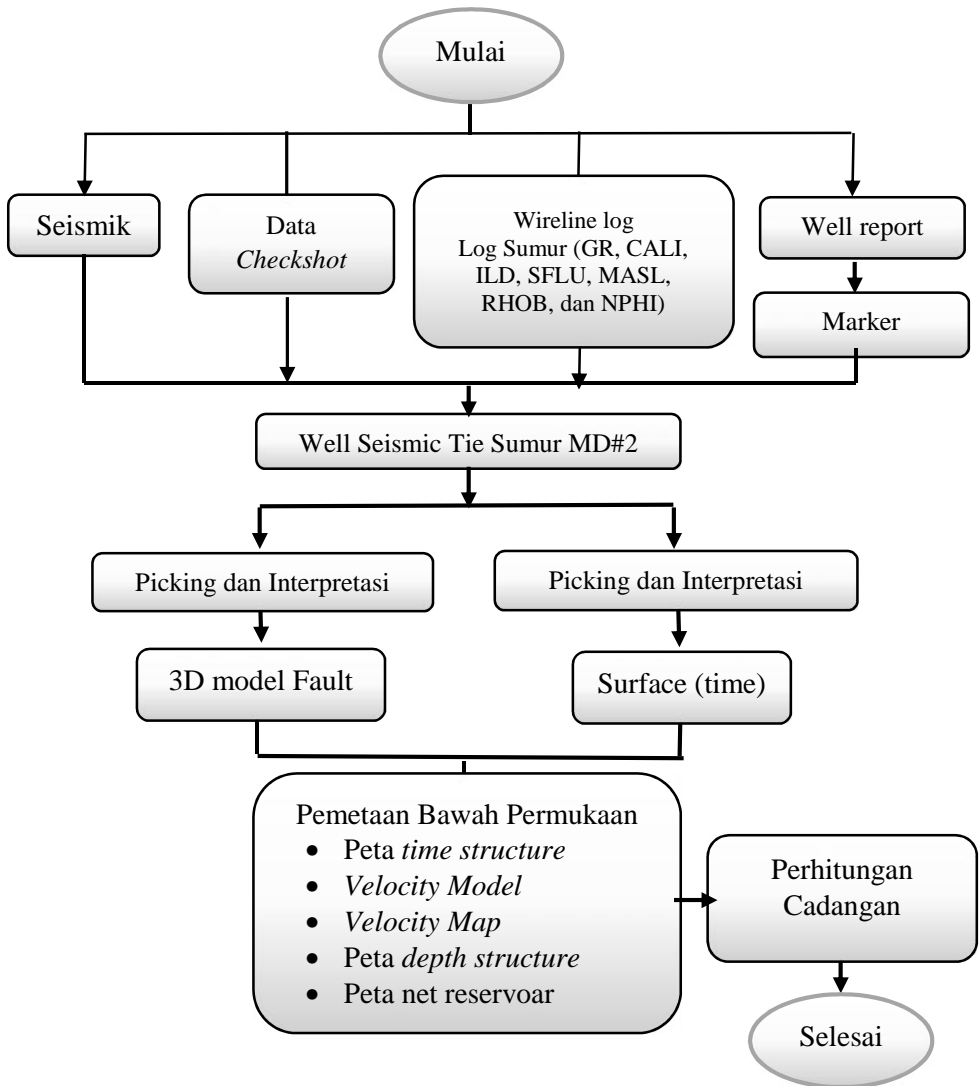 Mulai
Seismik
Data
Checkshot
Wireline log
Log Sumur (GR, CALI,
ILD, SFLU, MASL,
RHOB, dan NPHI)
Well report
Marker
Well Seismic Tie Sumur MD#2
Picking dan Interpretasi
Picking dan Interpretasi
3D model Fault
Surface (time)
Pemetaan Bawah Permukaan
• Peta time structure
• Velocity Model
• Velocity Map
• Peta depth structure
• Peta net reservoar
Perhitungan
Cadangan
Selesai